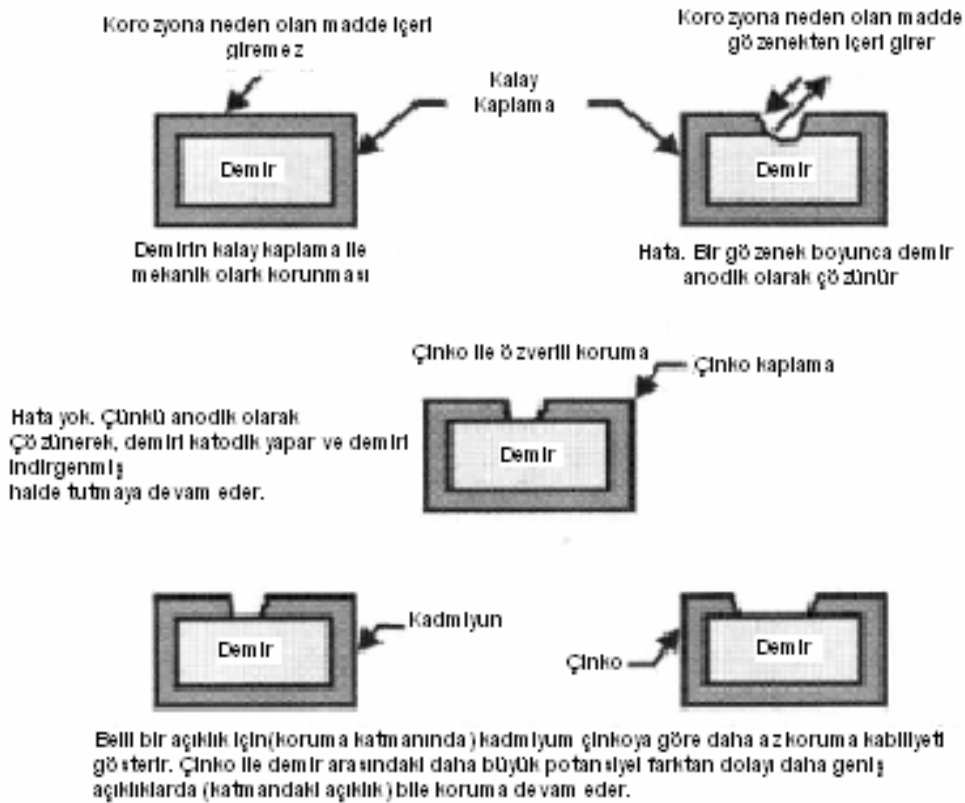 Korozyona neden olan madde içeri
giremez
Korozyona neden olan madde
gözenekten içeri girer
Kalay
Kaplama
Demir
Demir
Demirin kalay kaplama ile
mekanik olark korunması
Hata. Bir gözenek boyunca demir
anodik olarak çözünür
Çinko ile özverili koruma
Çinko kaplama
Hata yok. Çünkü anodik olarak
Çözünerek, demiri katodik yapar ve demiri
indirgenmiş
halde tutmaya devam eder.
Demir
Kadmiyun
Demir
Çinko
Demir
Belli bir açıklık için(koruma katmanında) kadmiyum çinkoya göre daha az koruma kabiliyeti
gösterir. Çinko ile demir arasındaki daha büyük potansiyel farktan dolayı daha geniş
açıklıklarda (katmandaki açıklık) bile koruma devam eder.